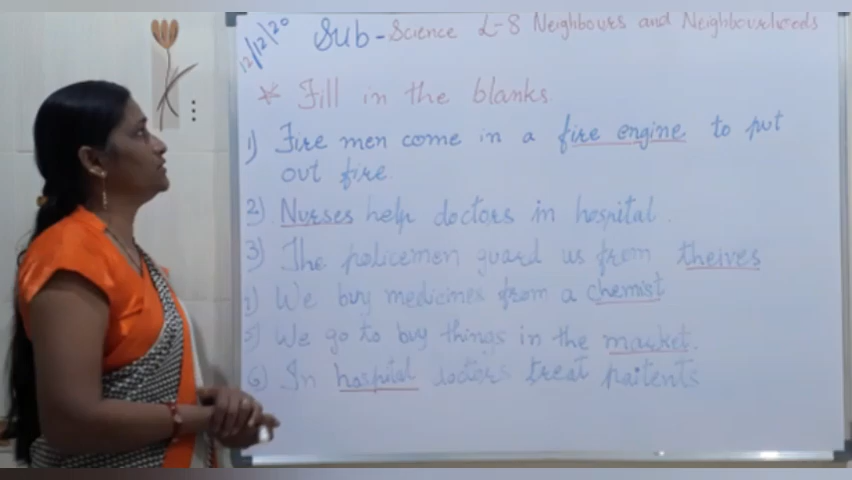 12/12/20
Sub - Science L-8 Neighbours and Neighbourhoods
* Fill in the blanks.
1) Fire men come in a fire engine to put
out fire
2) Nurses help doctors in hospital.
3) The policemen guard us from theives
4) We buy medicines from a chemist
5) We go to buy things in the market.
6) In hospital doctors treat paitents